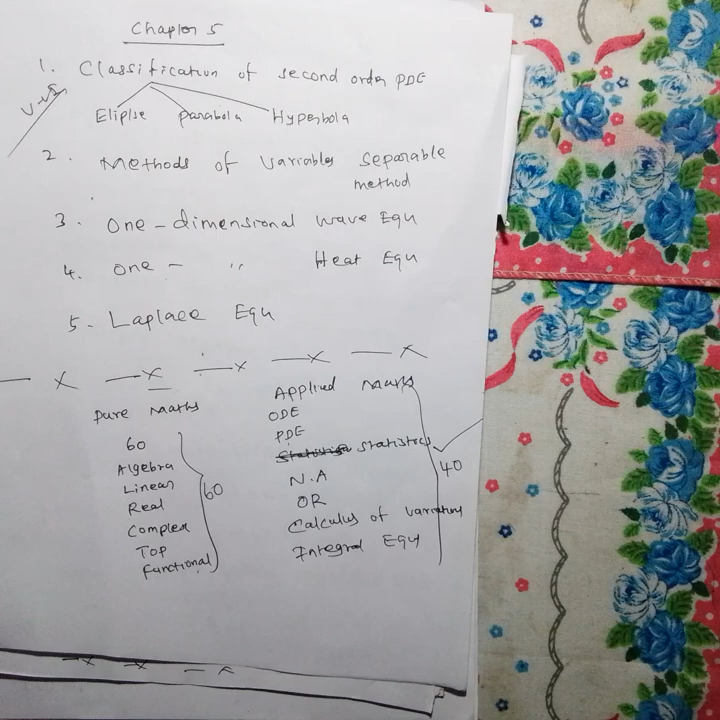 Chapter 5
1. Classification of second order PDE
V.V.
Eliplse parabola Hyperbola
2. Methods of variables separable
method
3. One - dimensional wave Equ
4. One - " Heat Equ
5. Laplace Equ
— x — x — x — x — x
pure maths
60
Algebra
Linear
Real
Complex
Top
Functional
60
Applied maths
ODE
PDE
statistics
N.A
OR
Calculus of variations
Integral Equ
40
— x — x — x